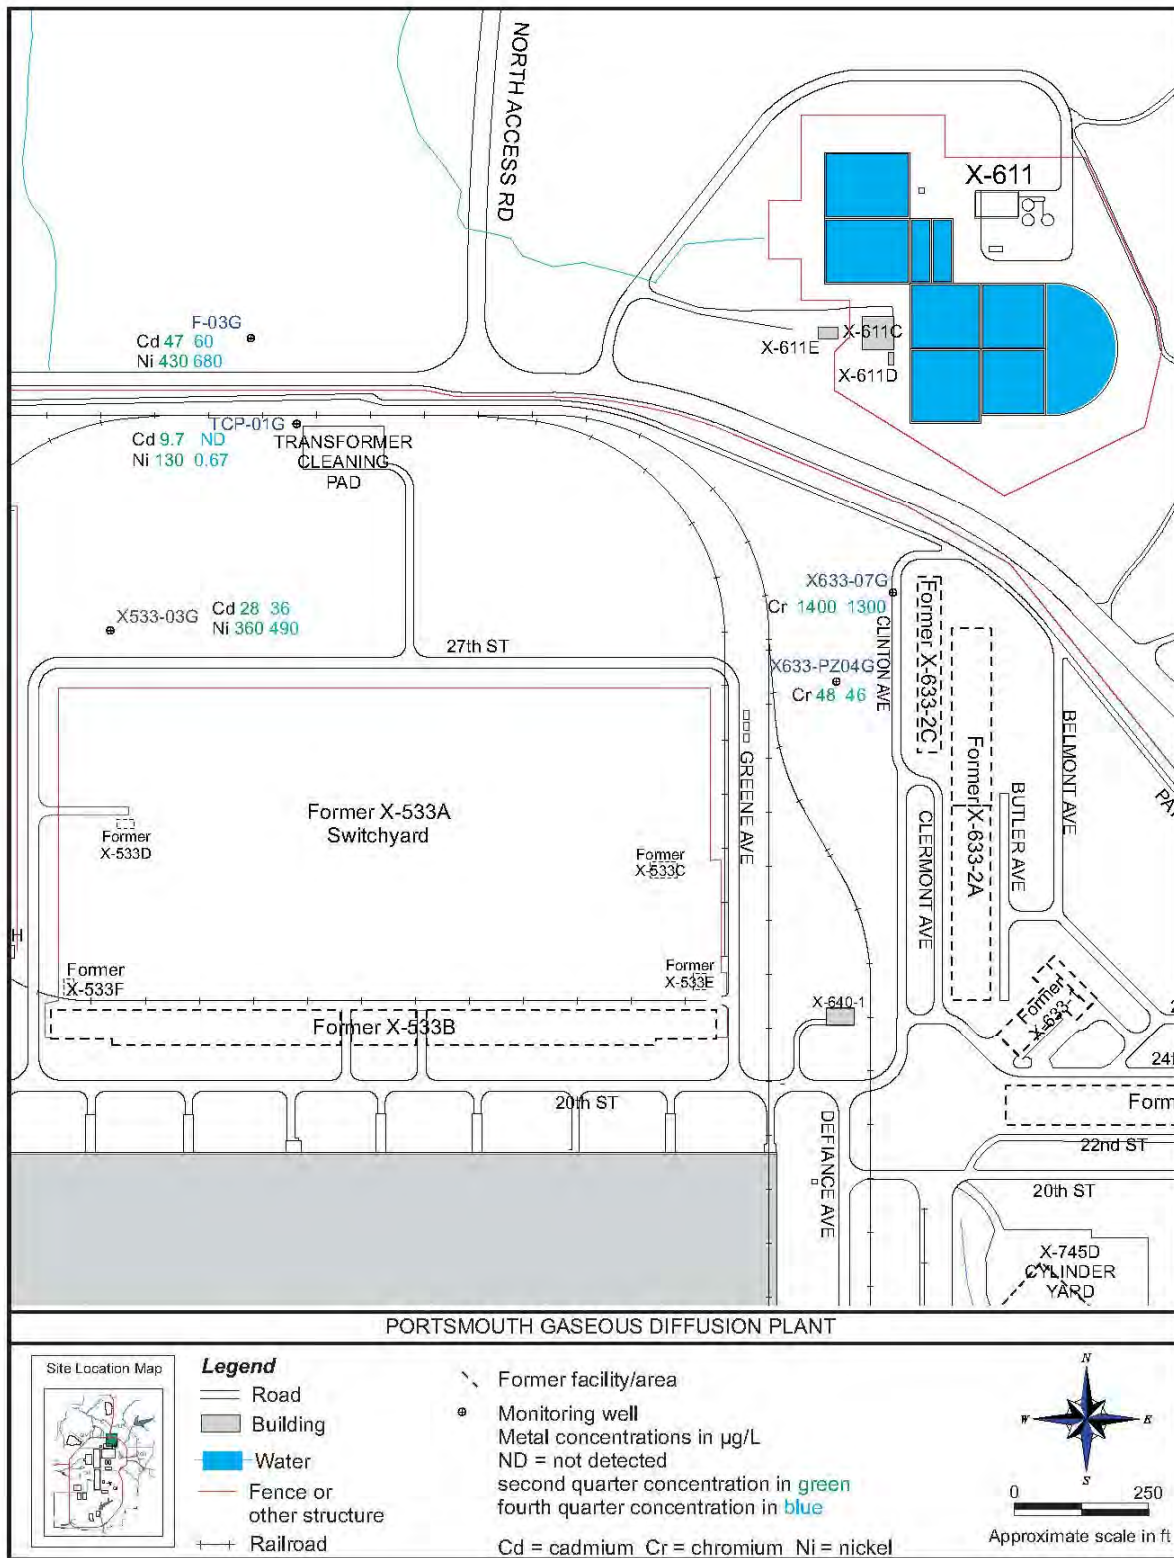 NORTH ACCESS RD
X-611
F-03G
Cd 47 60
Ni 430 680
X-611C
X-611E
X-611D
TCP-01G
Cd 9.7 ND
Ni 130 0.67
TRANSFORMER
CLEANING
PAD
X633-07G
Cr 1400 1300
Former X-633-2C
CLINTON AVE
X533-03G
Cd 28 36
Ni 360 490
27th ST
X633-PZ04G
Cr 48 46
GREENE AVE
Former X-533A
Switchyard
Former
X-533D
Former
X-533C
CLERMONT AVE
Former X-633-2A
BUTLER AVE
BELMONT AVE
H
Former
X-533F
Former
X-533E
X-640-1
Former X-533B
Former
X-633-1
20th ST
DEFIANCE AVE
Form
22nd ST
20th ST
X-745D
CYLINDER
YARD
PORTSMOUTH GASEOUS DIFFUSION PLANT
Site Location Map
Legend
Road
Building
Water
Fence or
other structure
Railroad
Former facility/area
Monitoring well
Metal concentrations in µg/L
ND = not detected
second quarter concentration in green
fourth quarter concentration in blue
Cd = cadmium Cr = chromium Ni = nickel
N
W E
S
0 250
Approximate scale in ft